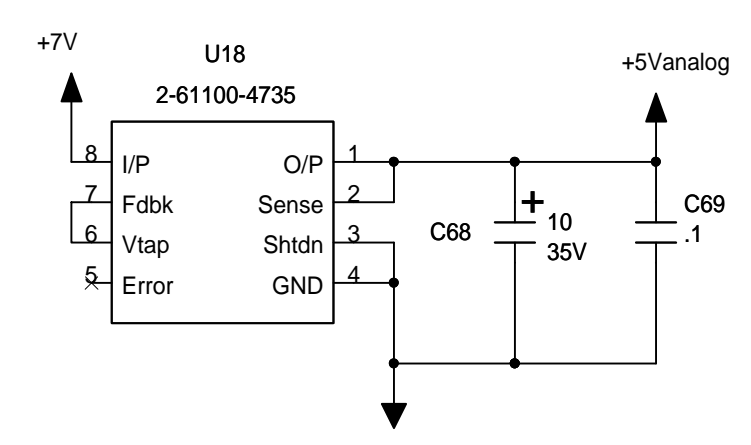 +7V
U18
2-61100-4735
+5Vanalog
8 I/P O/P 1
7 Fdbk Sense 2
6 Vtap Shtdn 3
5 Error GND 4
C68
+
10
35V
C69
.1